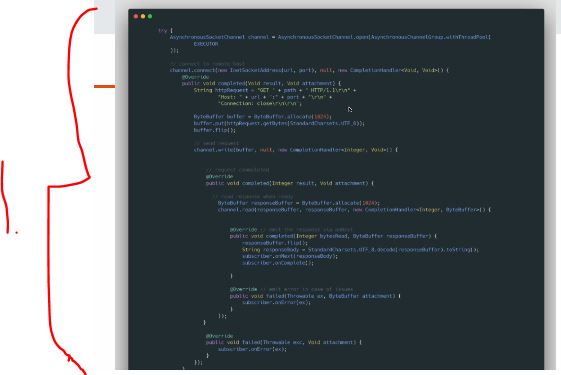 try {
AsynchronousSocketChannel channel = AsynchronousSocketChannel.open(AsynchronousChannelGroup.withThreadPool(
EXECUTOR
));
// connect to remote host
channel.connect(new InetSocketAddress(url, port), null, new CompletionHandler<Void, Void>() {
@Override
public void completed(Void result, Void attachment) {
String httpRequest = "GET " + path + " HTTP/1.1\r\n" +
"Host: " + url + ":" + port + "\r\n" +
"Connection: close\r\n\r\n";
ByteBuffer buffer = ByteBuffer.allocate(1024);
buffer.put(httpRequest.getBytes(StandardCharsets.UTF_8));
buffer.flip();
// send request
channel.write(buffer, null, new CompletionHandler<Integer, Void>() {
// request completed
@Override
public void completed(Integer result, Void attachment) {
// read response when ready
ByteBuffer responseBuffer = ByteBuffer.allocate(1024);
channel.read(responseBuffer, responseBuffer, new CompletionHandler<Integer, ByteBuffer>() {
@Override // emit the response via onNext
public void completed(Integer bytesRead, ByteBuffer responseBuffer) {
responseBuffer.flip();
String responseBody = StandardCharsets.UTF_8.decode(responseBuffer).toString();
subscriber.onNext(responseBody);
subscriber.onComplete();
}
@Override // emit error in case of issues
public void failed(Throwable ex, ByteBuffer attachment) {
subscriber.onError(ex);
}
});
}
@Override
public void failed(Throwable exc, Void attachment) {
subscriber.onError(ex);
}
});
}